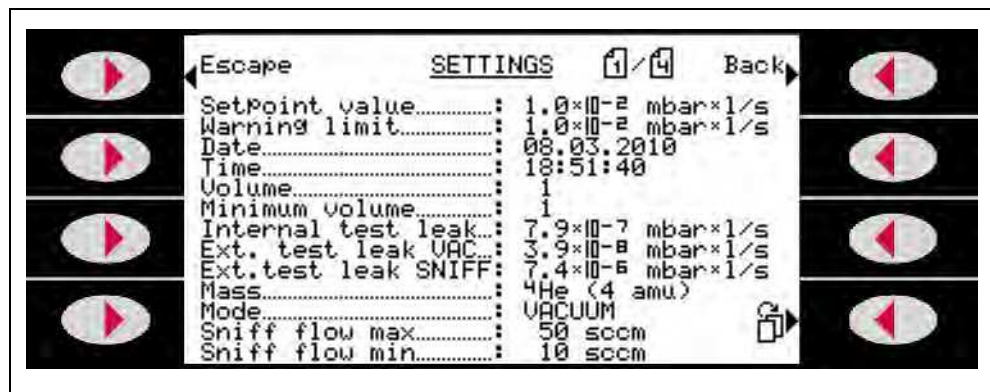 Escape SETTINGS 1/4 Back
Setpoint value..............: 1.0×10⁻² mbar×l/s
Warning limit...............: 1.0×10⁻² mbar×l/s
Date........................: 08.03.2010
Time........................: 18:51:40
Volume......................: 1
Minimum volume..............: 1
Internal test leak..: 7.9×10⁻⁷ mbar×l/s
Ext. test leak VAC..: 3.9×10⁻⁸ mbar×l/s
Ext.test leak SNIFF: 7.4×10⁻⁶ mbar×l/s
Mass........................: ⁴He (4 amu)
Mode........................: VACUUM
Sniff flow max..............: 50 sccm
Sniff flow min..............: 10 sccm